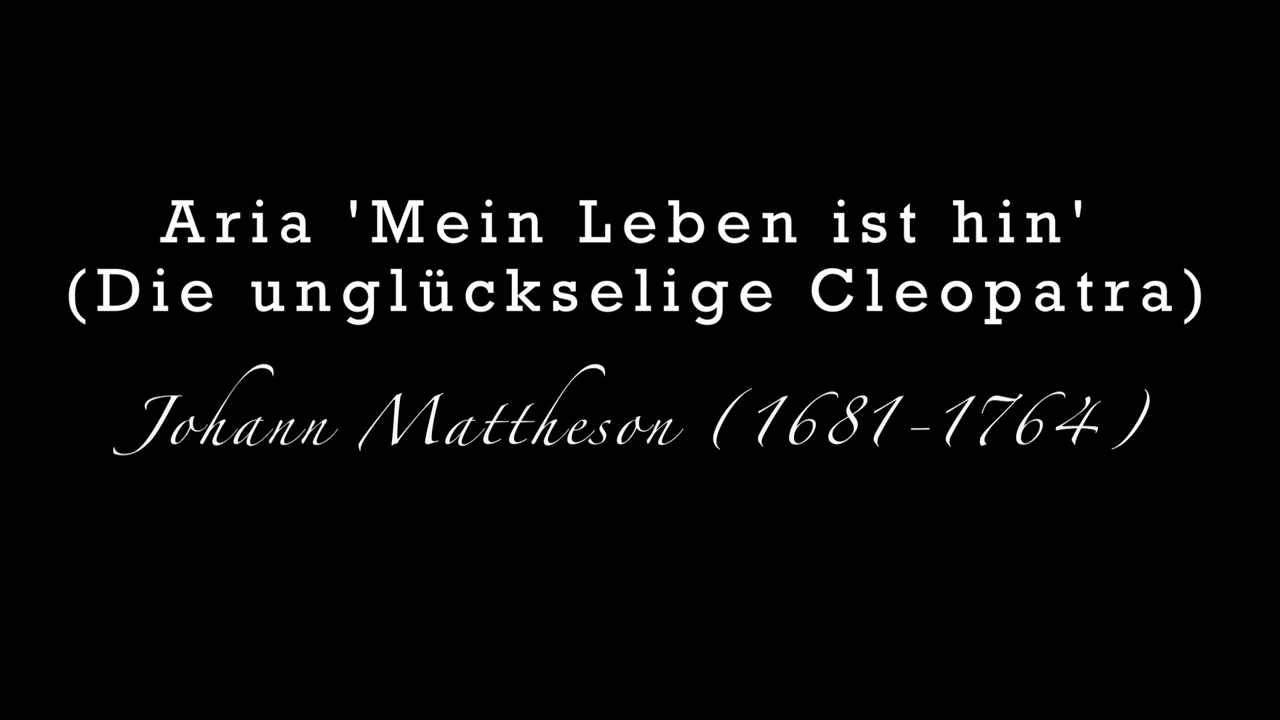 Aria 'Mein Leben ist hin'
(Die unglückselige Cleopatra)
Johann Mattheson (1681-1764)